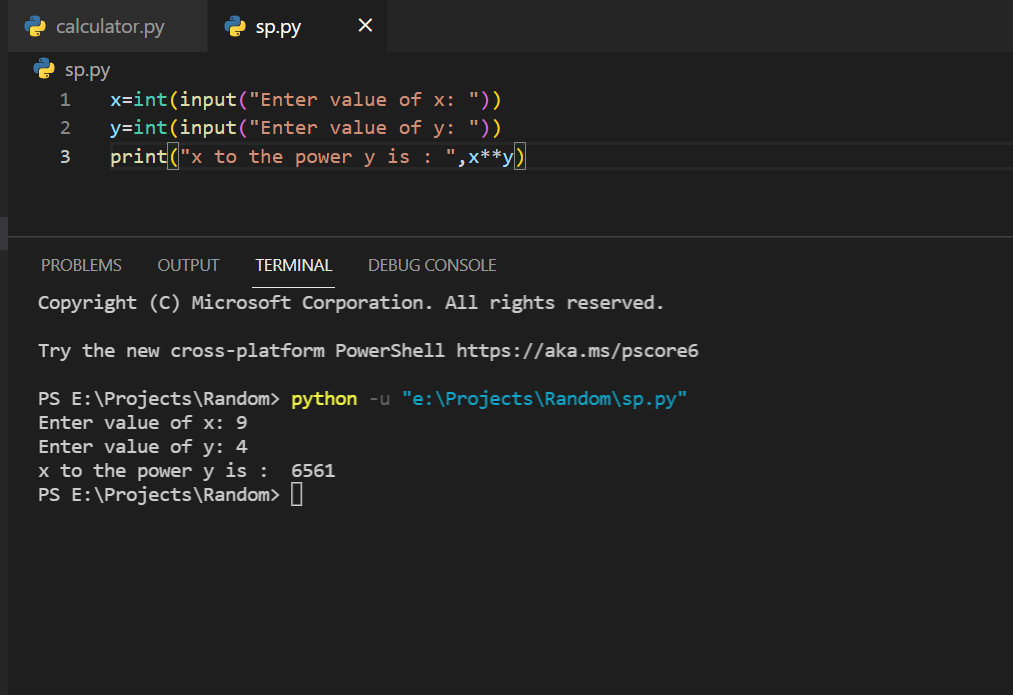 calculator.py sp.py
sp.py
1 x=int(input("Enter value of x: "))
2 y=int(input("Enter value of y: "))
3 print("x to the power y is : ",x**y)
PROBLEMS OUTPUT TERMINAL DEBUG CONSOLE
Copyright (C) Microsoft Corporation. All rights reserved.
Try the new cross-platform PowerShell https://aka.ms/pscore6
PS E:\Projects\Random> python -u "e:\Projects\Random\sp.py"
Enter value of x: 9
Enter value of y: 4
x to the power y is :  6561
PS E:\Projects\Random>